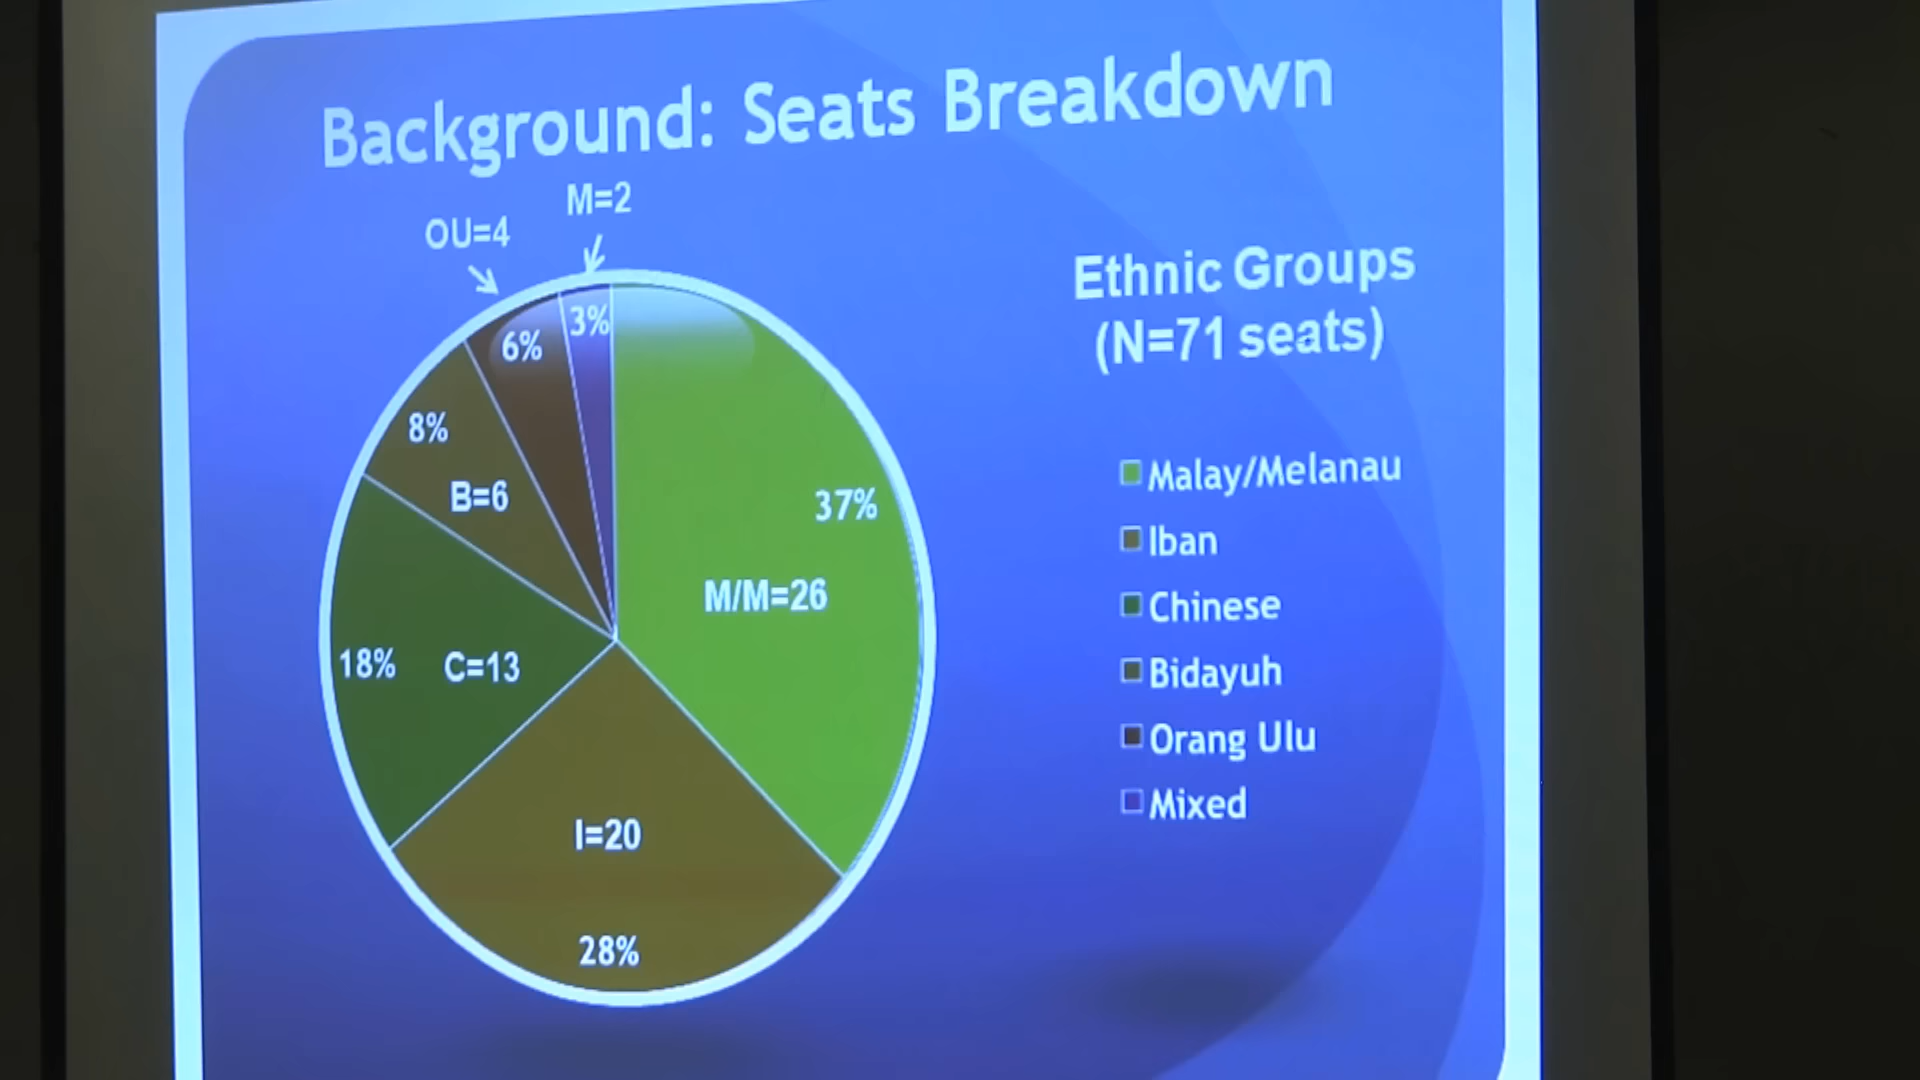 Background: Seats Breakdown
M=2
OU=4
3%
6%
8%
B=6
37%
M/M=26
18%
C=13
I=20
28%
Ethnic Groups
(N=71 seats)
Malay/Melanau
Iban
Chinese
Bidayuh
Orang Ulu
Mixed